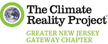 The Climate
Reality Project
GREATER NEW JERSEY
GATEWAY CHAPTER